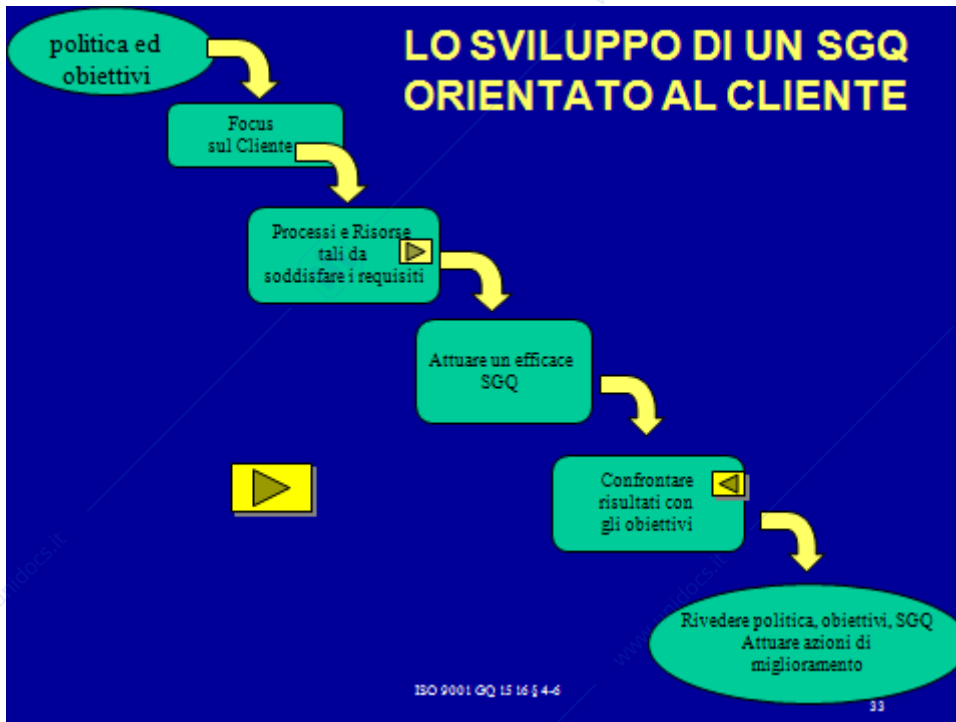 LO SVILUPPO DI UN SGQ
ORIENTATO AL CLIENTE
politica ed
obiettivi
Focus
sul Cliente
Processi e Risorse
tali da
soddisfare i requisiti
Attuare un efficace
SGQ
Confrontare
risultati con
gli obiettivi
Rivedere politica, obiettivi, SGQ
Attuare azioni di
miglioramento
ISO 9001 GQ 15 16 § 4-6
33